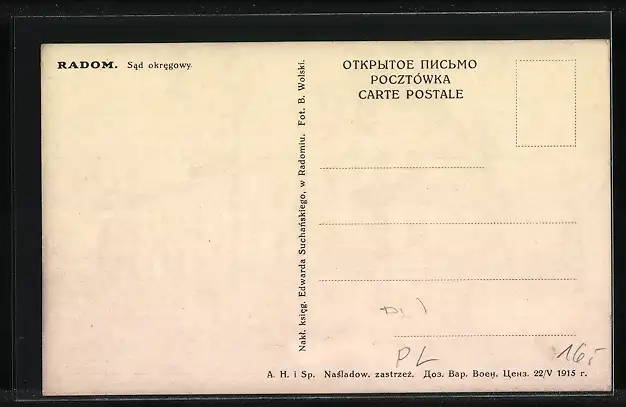 RADOM. Sąd okręgowy.
Nakł. księg. Edwarda Suchańskiego, w Radomiu. Fot. B. Wolski.
ОТКРЫТОЕ ПИСЬМО
POCZTÓWKA
CARTE POSTALE
PL
16,-
A. H. i Sp. Naśladow. zastrzeż. Доз. Вар. Воен. Ценз. 22/V 1915 г.